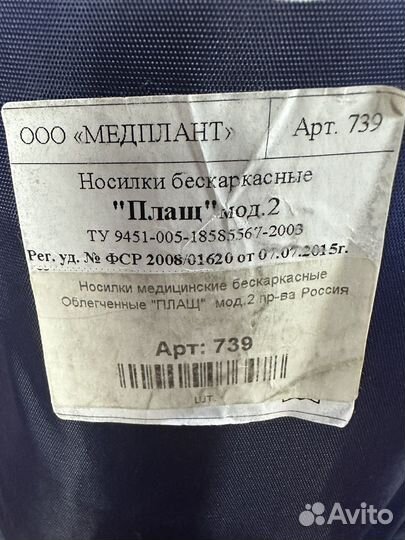 ООО «МЕДПЛАНТ» Арт. 739
Носилки бескаркасные
"Плащ" мод.2
ТУ 9451-005-18585567-2003
Рег. уд. № ФСР 2008/01620 от 07.07.2015г.
Носилки медицинские бескаркасные
Облегченные "ПЛАЩ" мод.2 пр-ва Россия
Арт: 739
шт.
Avito